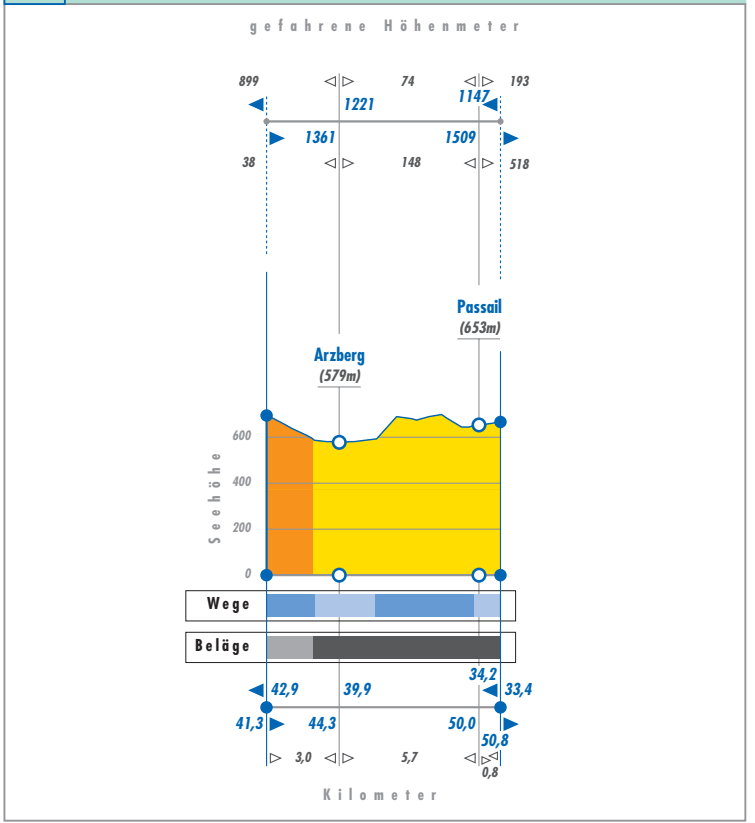 gefahrene Höhenmeter
899 74 193
1221 1147
1361 1509
38 148 518
Passail
(653m)
Arzberg
(579m)
Seehöhe
600
400
200
0
Wege
Beläge
34,2
42,9 39,9 33,4
41,3 44,3 50,0
50,8
3,0 5,7
0,8
Kilometer